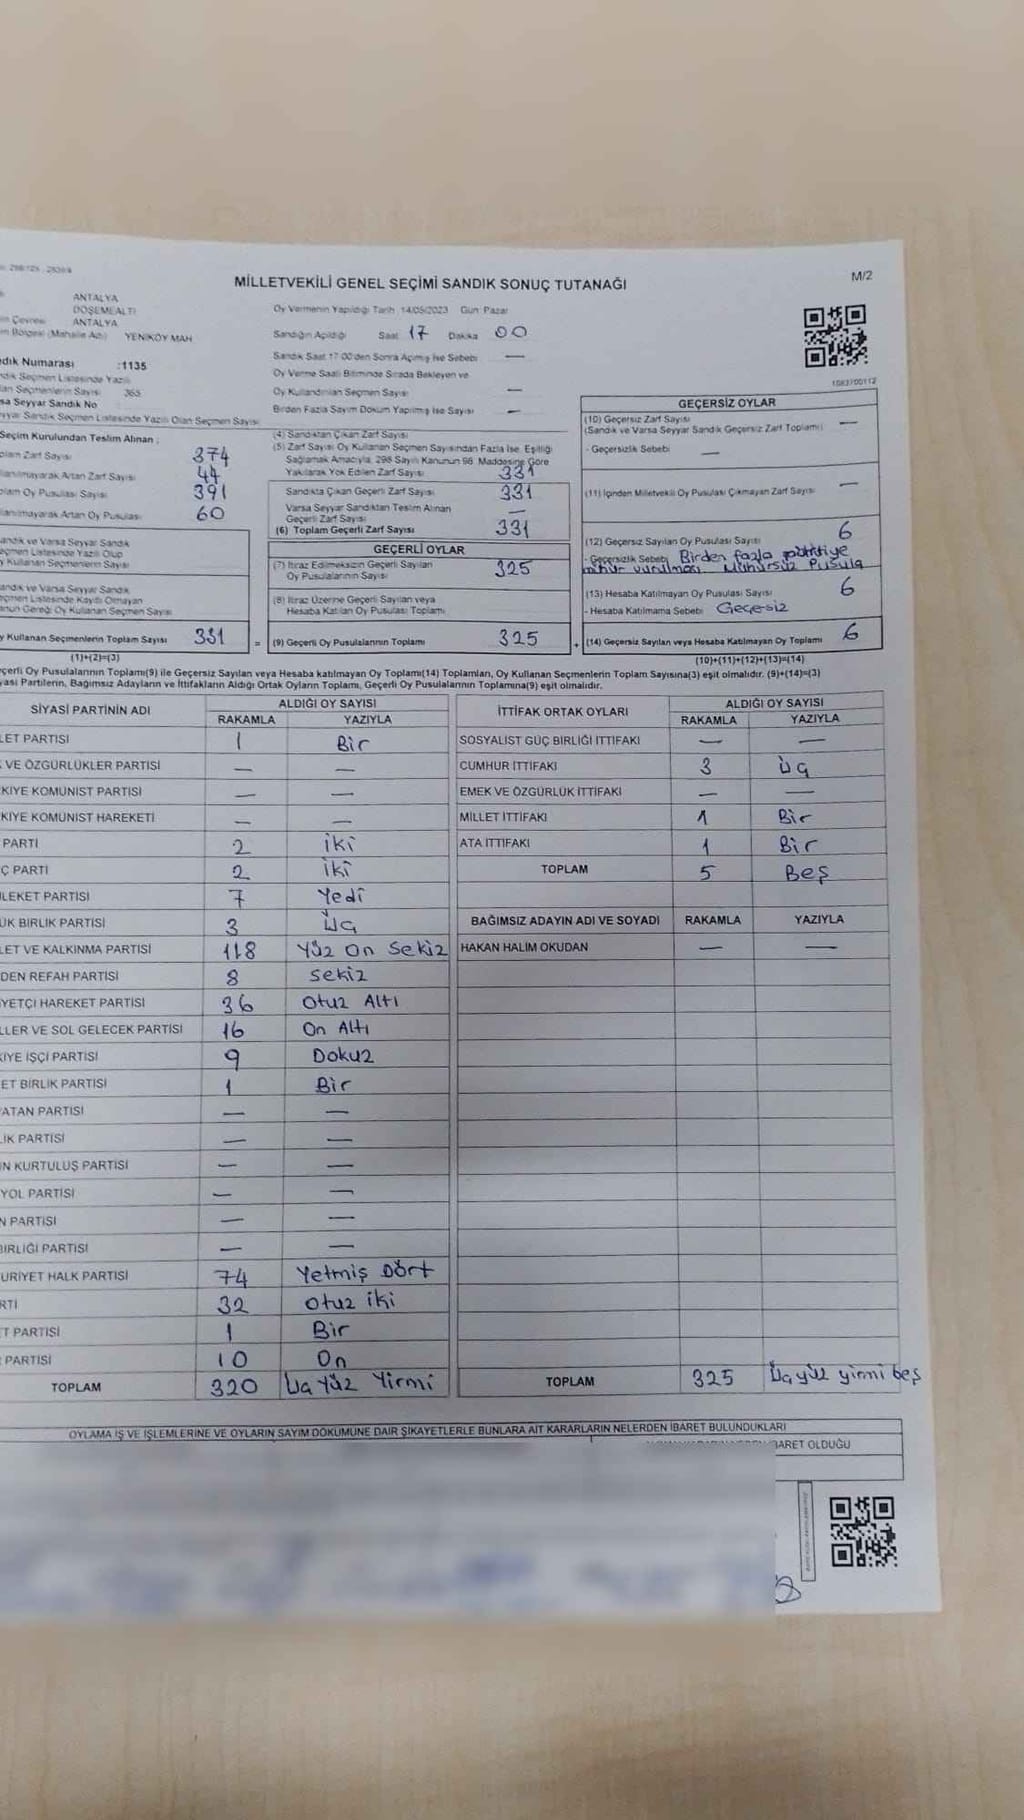 MİLLETVEKİLİ GENEL SEÇİMİ SANDIK SONUÇ TUTANAĞI
M/2
ANTALYA
DÖŞEMEALTI
ANTALYA
YENİKÖY MAH
Oy Vermenin Yapıldığı Tarih 14/05/2023 Gün: Pazar
Sandığın Açıldığı Saat 17 Dakika 00
Sandık Saat 17:00'den Sonra Açımış İse Sebebi —
Oy Verme Saati Bitiminde Sırada Bekleyen ve
Oy Kullandırılan Seçmen Sayısı —
Birden Fazla Sayım Döküm Yapılmış İse Sayısı —
dık Numarası :1135
ndık Seçmen Listesinde Yazılı
lan Seçmenlerin Sayısı 365
sa Seyyar Sandık No
yyar Sandık Seçmen Listesinde Yazılı Olan Seçmen Sayısı
1083700112
Seçim Kurulundan Teslim Alınan :
plam Zarf Sayısı 374
lanılmayarak Artan Zarf Sayısı 44
plam Oy Pusulası Sayısı 391
lanılmayarak Artan Oy Pusulası 60
andık ve Varsa Seyyar Sandık
eçmen Listesinde Yazılı Olup
y Kullanan Seçmenlerin Sayısı
andık ve Varsa Seyyar Sandık
eçmen Listesinde Kayıtlı Olmayan
anun Gereği Oy Kullanan Seçmen Sayısı
y Kullanan Seçmenlerin Toplam Sayısı 331 =
(1)+(2)=(3)
(4) Sandıktan Çıkan Zarf Sayısı
(5) Zarf Sayısı Oy Kullanan Seçmen Sayısından Fazla İse, Eşitliği
Sağlamak Amacıyla, 298 Sayılı Kanunun 98. Maddesine Göre
Yakılarak Yok Edilen Zarf Sayısı 331
Sandıkta Çıkan Geçerli Zarf Sayısı 331
Varsa Seyyar Sandıktan Teslim Alınan
Geçerli Zarf Sayısı —
(6) Toplam Geçerli Zarf Sayısı 331
GEÇERLİ OYLAR
(7) İtiraz Edilmeksizin Geçerli Sayılan
Oy Pusulalarının Sayısı 325
(8) İtiraz Üzerine Geçerli Sayılan veya
Hesaba Katılan Oy Pusulası Toplamı
(9) Geçerli Oy Pusulalarının Toplamı 325 +
GEÇERSİZ OYLAR
(10) Geçersiz Zarf Sayısı
(Sandık ve Varsa Seyyar Sandık Geçersiz Zarf Toplamı) —
- Geçersizlik Sebebi —
(11) İçinden Milletvekili Oy Pusulası Çıkmayan Zarf Sayısı —
(12) Geçersiz Sayılan Oy Pusulası Sayısı 6
- Geçersizlik Sebebi Birden fazla
mühür vurulması Mühürsüz Pusula
(13) Hesaba Katılmayan Oy Pusulası Sayısı 6
- Hesaba Katılmama Sebebi Geçesiz
(14) Geçersiz Sayılan veya Hesaba Katılmayan Oy Toplamı 6
(10)+(11)+(12)+(13)=(14)
çerli Oy Pusulalarının Toplamı(9) ile Geçersiz Sayılan veya Hesaba katılmayan Oy Toplamı(14) Toplamları, Oy Kullanan Seçmenlerin Toplam Sayısına(3) eşit olmalıdır. (9)+(14)=(3)
yasi Partilerin, Bağımsız Adayların ve İttifakların Aldığı Ortak Oyların Toplamı, Geçerli Oy Pusulalarının Toplamına(9) eşit olmalıdır.
SİYASİ PARTİNİN ADI ALDIĞI OY SAYISI
RAKAMLA YAZIYLA
LET PARTİSİ 1 Bir
VE ÖZGÜRLÜKLER PARTİSİ — —
KİYE KOMÜNİST PARTİSİ — —
KİYE KOMÜNİST HAREKETİ — —
PARTİ 2 iki
Ç PARTİ 2 iki
LEKET PARTİSİ 7 Yedi
ÜK BİRLİK PARTİSİ 3 Üç
LET VE KALKINMA PARTİSİ 118 Yüz On Sekiz
DEN REFAH PARTİSİ 8 Sekiz
YETÇİ HAREKET PARTİSİ 36 Otuz Altı
LLER VE SOL GELECEK PARTİSİ 16 On Altı
KİYE İŞÇİ PARTİSİ 9 Dokuz
ET BİRLİK PARTİSİ 1 Bir
ATAN PARTİSİ — —
LİK PARTİSİ — —
N KURTULUŞ PARTİSİ — —
YOL PARTİSİ — —
N PARTİSİ — —
BİRLİĞİ PARTİSİ — —
URİYET HALK PARTİSİ 74 Yetmiş Dört
RTİ 32 Otuz iki
T PARTİSİ 1 Bir
PARTİSİ 10 On
TOPLAM 320 Üç Yüz Yirmi
İTTİFAK ORTAK OYLARI ALDIĞI OY SAYISI
RAKAMLA YAZIYLA
SOSYALİST GÜÇ BİRLİĞİ İTTİFAKI — —
CUMHUR İTTİFAKI 3 Üç
EMEK VE ÖZGÜRLÜK İTTİFAKI — —
MİLLET İTTİFAKI 1 Bir
ATA İTTİFAKI 1 Bir
TOPLAM 5 Beş
BAĞIMSIZ ADAYIN ADI VE SOYADI RAKAMLA YAZIYLA
HAKAN HALİM OKUDAN — —
TOPLAM 325 Üç yüz yirmi beş
OYLAMA İŞ VE İŞLEMLERİNE VE OYLARIN SAYIM DÖKÜMÜNE DAİR ŞİKAYETLERLE BUNLARA AİT KARARLARIN NELERDEN İBARET BULUNDUKLARI
BARET OLDUĞU